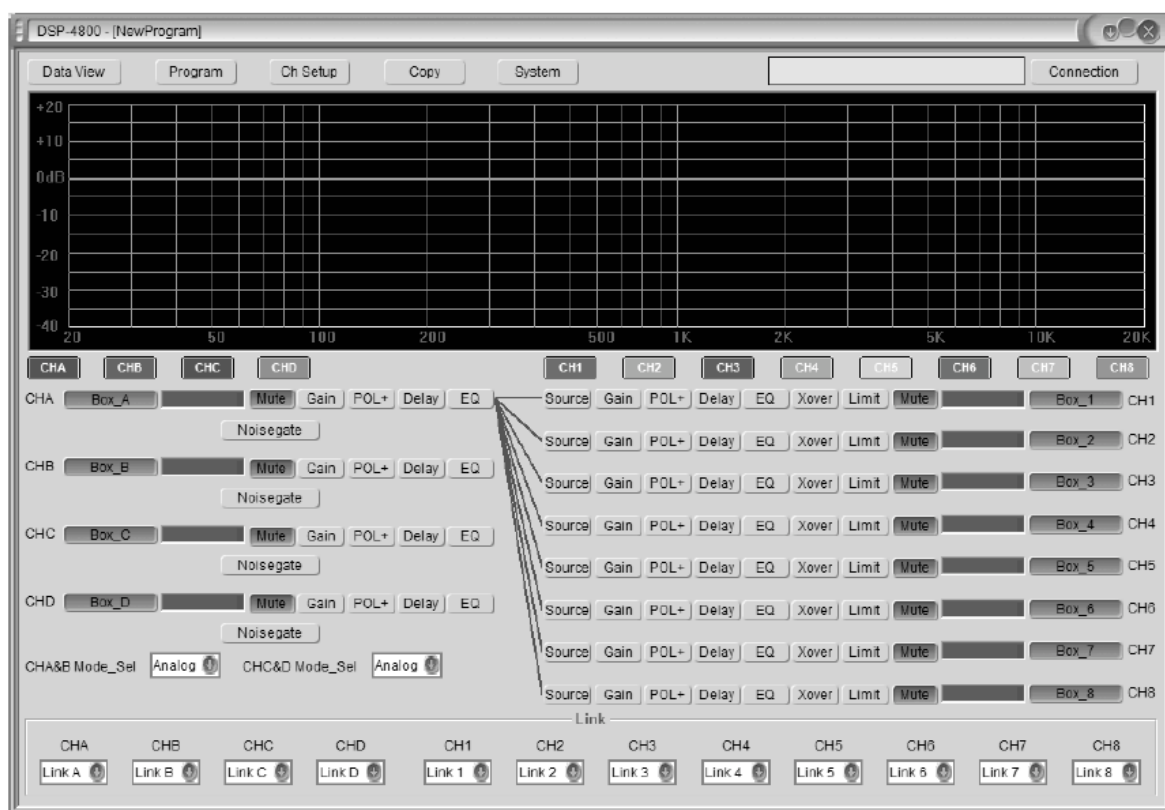 DSP-4800 - [NewProgram]
Data View Program Ch Setup Copy System Connection
+20
+10
0dB
-10
-20
-30
-40
20 50 100 200 500 1K 2K 5K 10K 20K
CHA CHB CHC CHD CH1 CH2 CH3 CH4 CH5 CH6 CH7 CH8
CHA Box_A Mute Gain POL+ Delay EQ Source Gain POL+ Delay EQ Xover Limit Mute Box_1 CH1
Noisegate
Source Gain POL+ Delay EQ Xover Limit Mute Box_2 CH2
CHB Box_B Mute Gain POL+ Delay EQ
Source Gain POL+ Delay EQ Xover Limit Mute Box_3 CH3
Noisegate
Source Gain POL+ Delay EQ Xover Limit Mute Box_4 CH4
CHC Box_C Mute Gain POL+ Delay EQ
Noisegate
Source Gain POL+ Delay EQ Xover Limit Mute Box_5 CH5
CHD Box_D Mute Gain POL+ Delay EQ
Source Gain POL+ Delay EQ Xover Limit Mute Box_6 CH6
Noisegate
Source Gain POL+ Delay EQ Xover Limit Mute Box_7 CH7
CHA&B Mode_Sel Analog CHC&D Mode_Sel Analog
Source Gain POL+ Delay EQ Xover Limit Mute Box_8 CH8
Link
CHA CHB CHC CHD CH1 CH2 CH3 CH4 CH5 CH6 CH7 CH8
Link A Link B Link C Link D Link 1 Link 2 Link 3 Link 4 Link 5 Link 6 Link 7 Link 8